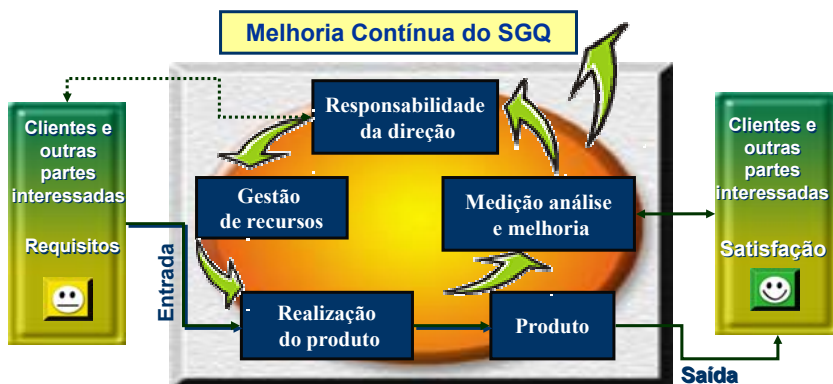 Melhoria Contínua do SGQ
Responsabilidade
da direção
Clientes e
outras
partes
interessadas
Requisitos
Gestão
de recursos
Medição análise
e melhoria
Clientes e
outras
partes
interessadas
Satisfação
Entrada
Realização
do produto
Produto
Saída